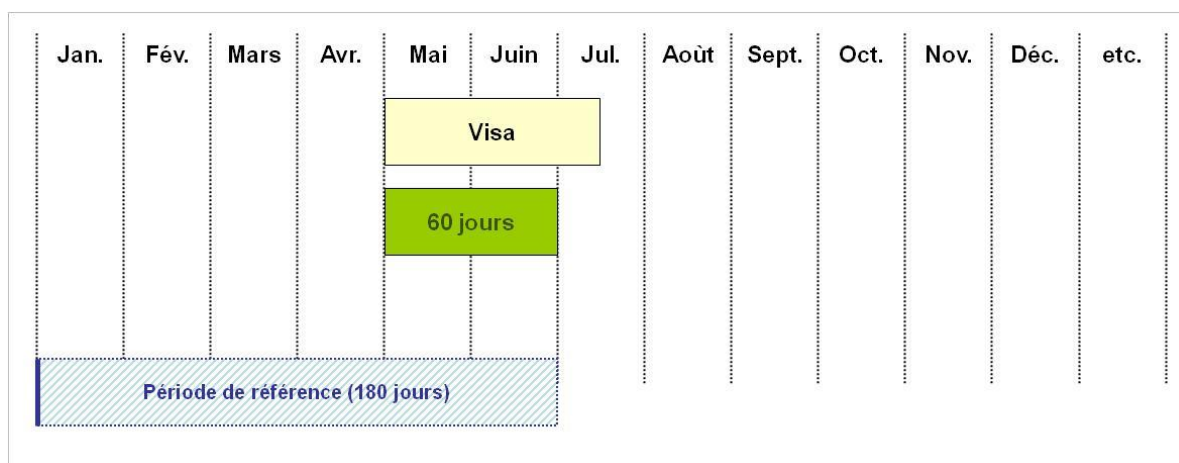 Jan. Fév. Mars Avr. Mai Juin Jul. Aoùt Sept. Oct. Nov. Déc. etc.
Visa
60 jours
Période de référence (180 jours)